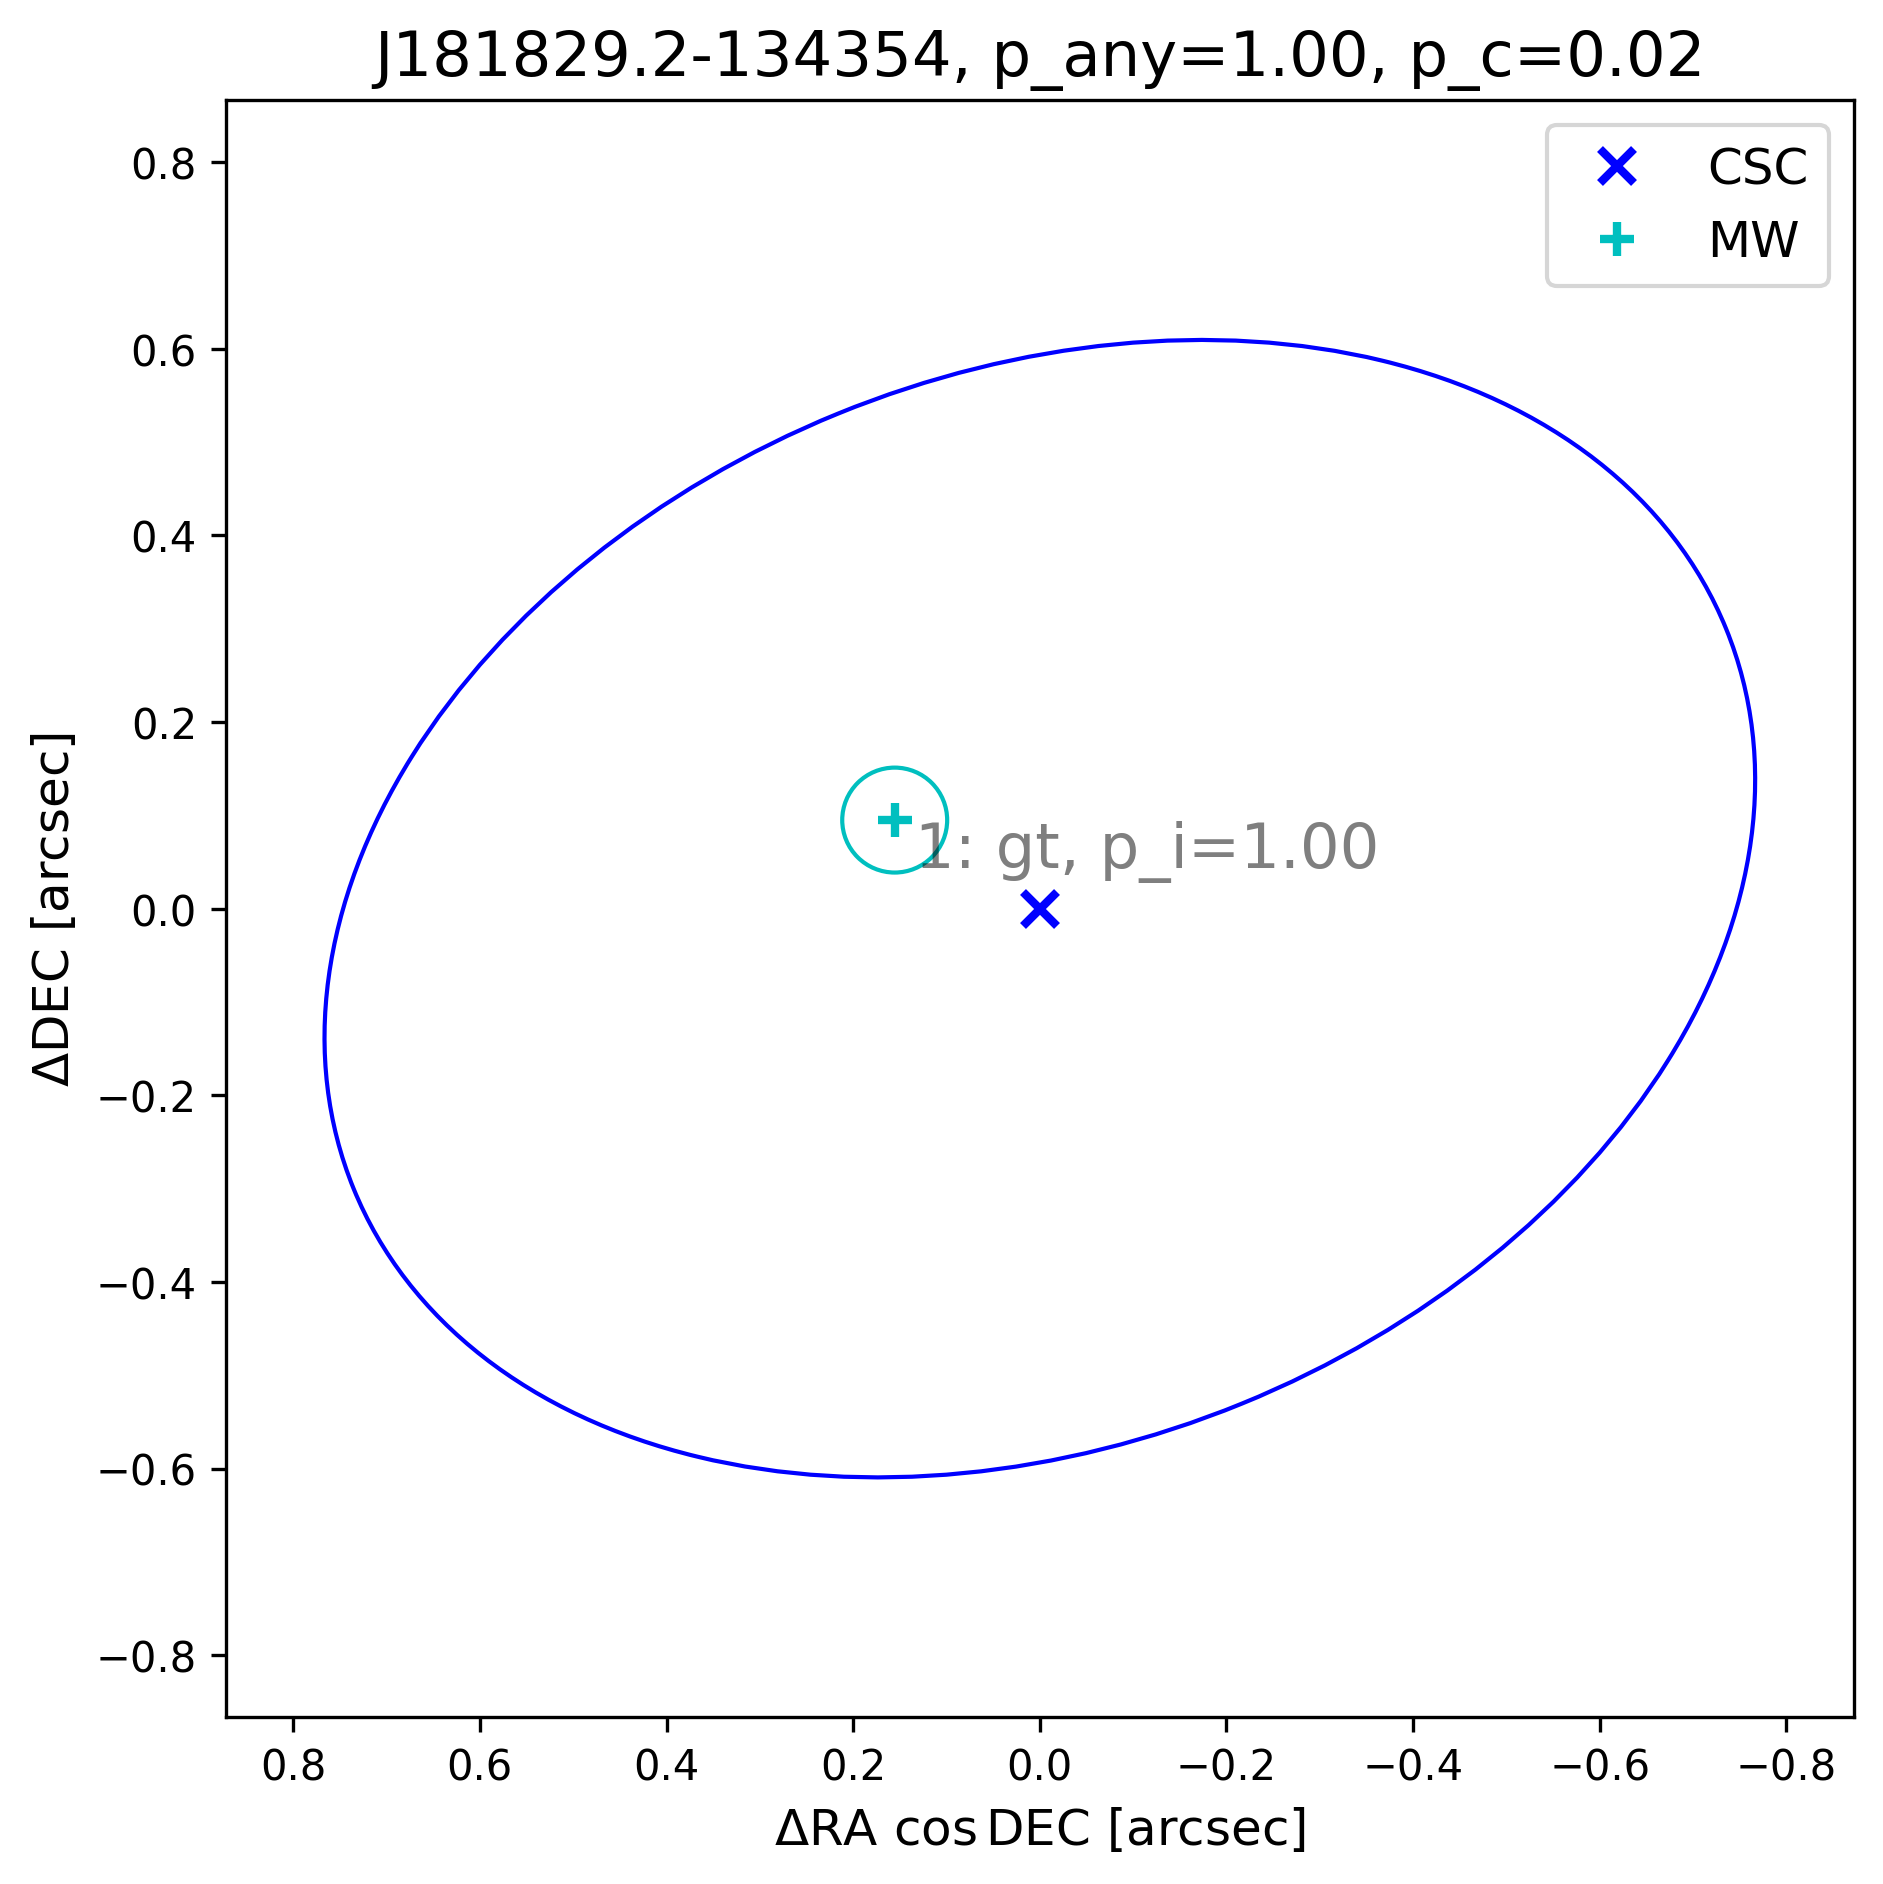 J181829.2-134354, p_any=1.00, p_c=0.02
CSC
MW
0.8
0.6
0.4
0.2
0.0
−0.2
−0.4
−0.6
−0.8
ΔDEC [arcsec]
1: gt, p_i=1.00
0.8 0.6 0.4 0.2 0.0 −0.2 −0.4 −0.6 −0.8
ΔRA cos DEC [arcsec]